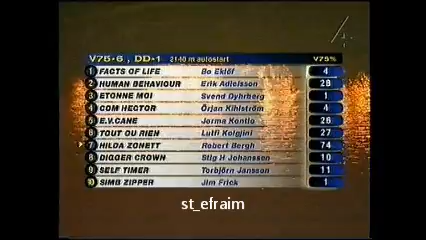 V75-6, DD-1 2140 m autostart V75%
1 FACTS OF LIFE Bo Eklöf 4
2 HUMAN BEHAVIOUR Erik Adielsson 28
3 ETONNE MOI Svend Dyhrberg 1
4 COM HECTOR Örjan Kihlström 4
5 E.V.CANE Jorma Kontio 26
6 TOUT OU RIEN Lutfi Kolgjini 27
7 HILDA ZONETT Robert Bergh 74
8 DIGGER CROWN Stig H Johansson 10
9 SELF TIMER Torbjörn Jansson 11
10 SIMB ZIPPER Jim Frick 1
st_efraim